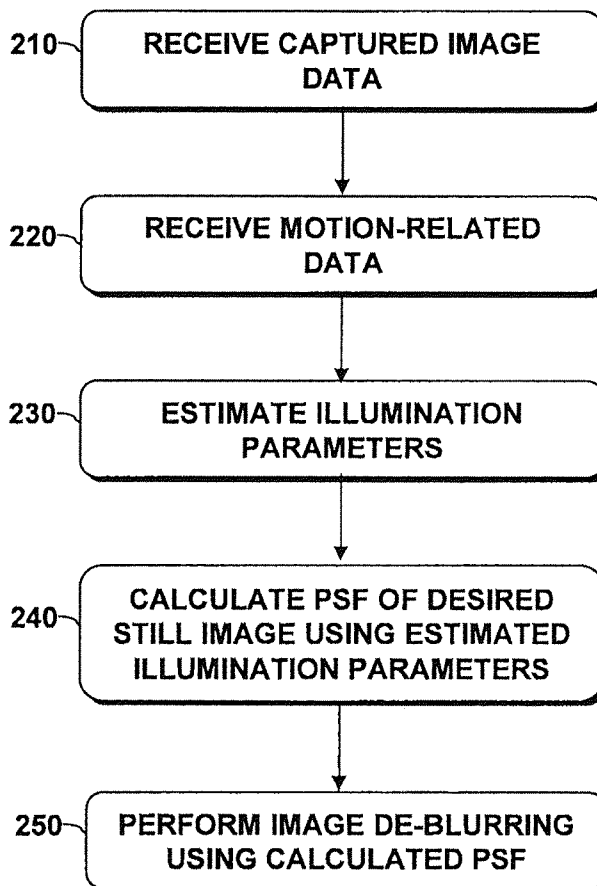 210 RECEIVE CAPTURED IMAGE
DATA
220 RECEIVE MOTION-RELATED
DATA
230 ESTIMATE ILLUMINATION
PARAMETERS
CALCULATE PSF OF DESIRED
240 STILL IMAGE USING ESTIMATED
ILLUMINATION PARAMETERS
250 PERFORM IMAGE DE-BLURRING
USING CALCULATED PSF